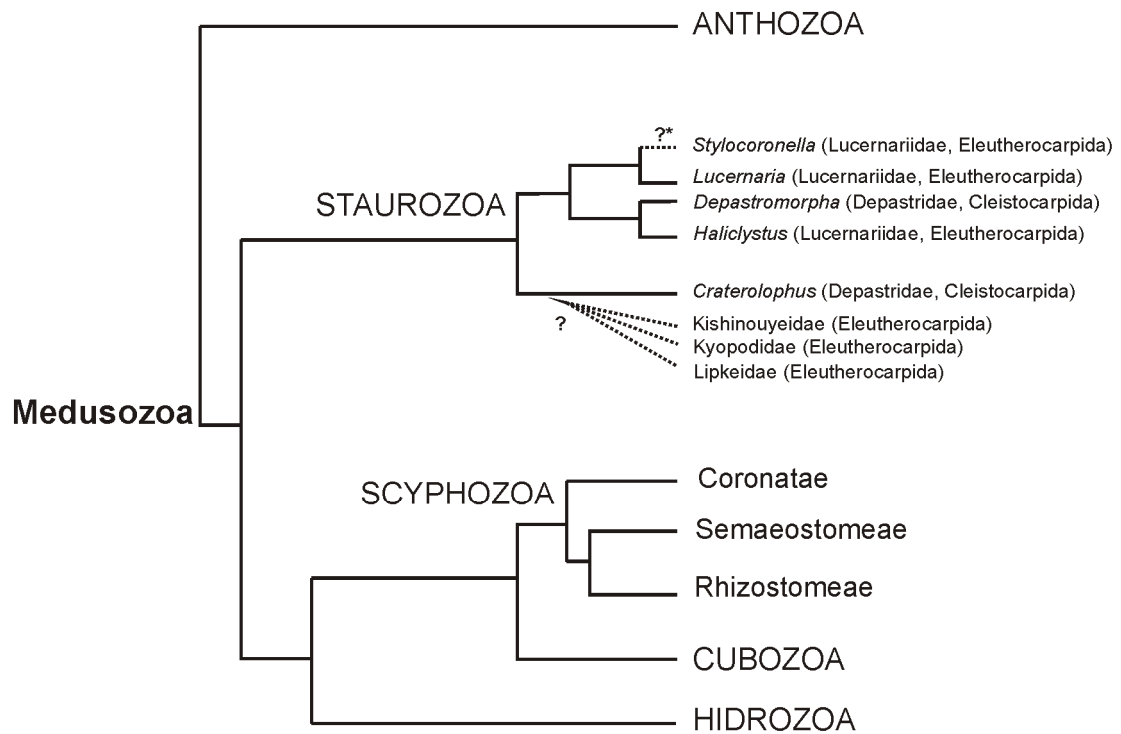 ANTHOZOA
?*
Stylocoronella (Lucernariidae, Eleutherocarpida)
Lucernaria (Lucernariidae, Eleutherocarpida)
STAUROZOA
Depastromorpha (Depastridae, Cleistocarpida)
Haliclystus (Lucernariidae, Eleutherocarpida)
Craterolophus (Depastridae, Cleistocarpida)
?
Kishinouyeidae (Eleutherocarpida)
Kyopodidae (Eleutherocarpida)
Lipkeidae (Eleutherocarpida)
Medusozoa
SCYPHOZOA
Coronatae
Semaeostomeae
Rhizostomeae
CUBOZOA
HIDROZOA